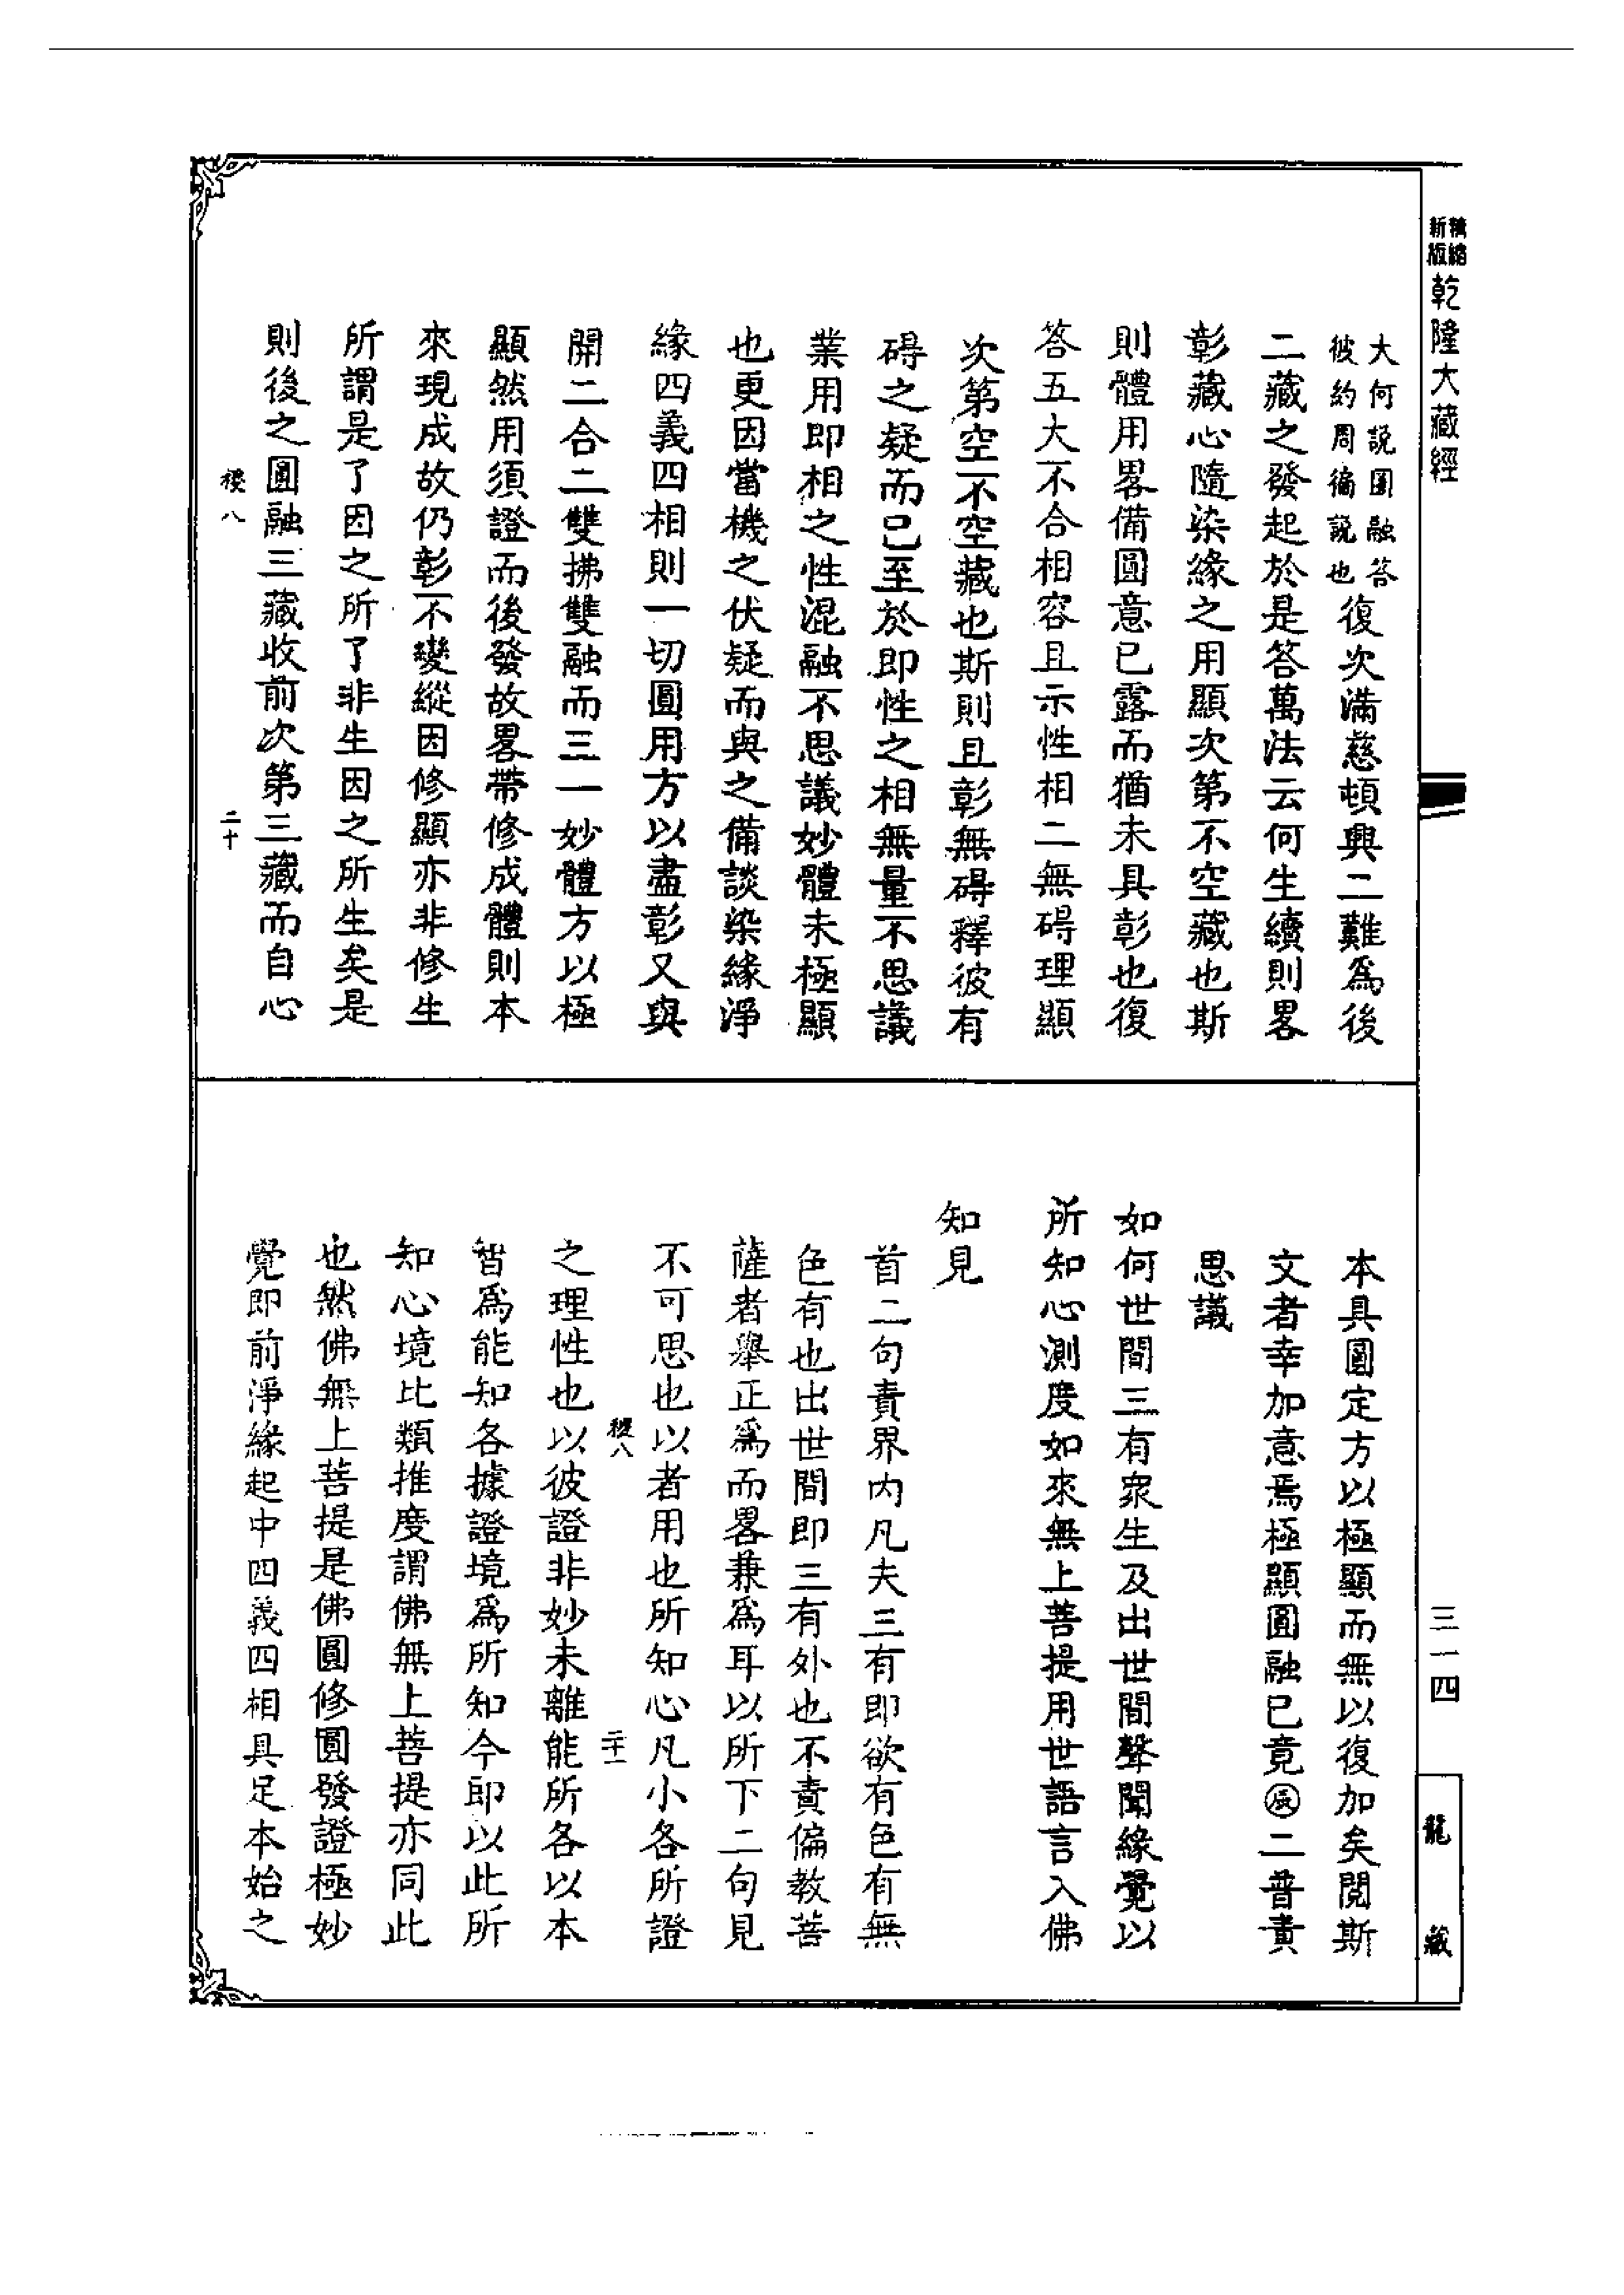 精縮新版乾隆大藏經
大何說圓融答
彼約周徧説也
復次滿慈頓興二難爲後
二藏之發起於是答萬法云何生續則畧
彰藏心隨染緣之用顯次第不空藏也斯
則體用畧備圓意已露而猶未具彰也復
答五大不合相容且示性相二無碍理顯
次第空不空藏也斯則且彰無碍釋彼有
碍之疑而已至於即性之相無量不思議
業用即相之性混融不思議妙體未極顯
也更因當機之伏疑而與之備談染緣淨
緣四義四相則一切圓用方以盡彰又與
開二合二雙拂雙融而三一妙體方以極
顯然用須證而後發故畧帶修成體則本
來現成故仍彰不變縱因修顯亦非修生
所謂是了因之所了非生因之所生矣是
則後之圓融三藏收前次第三藏而自心
稷八
二十
本具圓定方以極顯而無以復加矣閱斯
文者幸加意焉極顯圓融已竟㊁辰二普責
思議
如何世間三有衆生及出世間聲聞緣覺以
所知心測度如來無上菩提用世語言入佛
知見
首二句責界內凡夫三有即欲有色有無
色有也出世間即三有外也不責偏教菩
薩者舉正爲而畧兼爲耳以所下二句見
不可思也以者用也所知心凡小各所證
稷八
二十一
之理性也以彼證非妙未離能所各以本
智爲能知各據證境爲所知今即以此所
知心境比類推度謂佛無上菩提亦同此
也然佛無上菩提是佛圓修圓發證極妙
覺即前淨緣起中四義四相具足本始之
三一四
龍藏